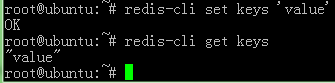 root@ubuntu:~# redis-cli set keys 'value'
OK
root@ubuntu:~# redis-cli get keys
"value"
root@ubuntu:~#